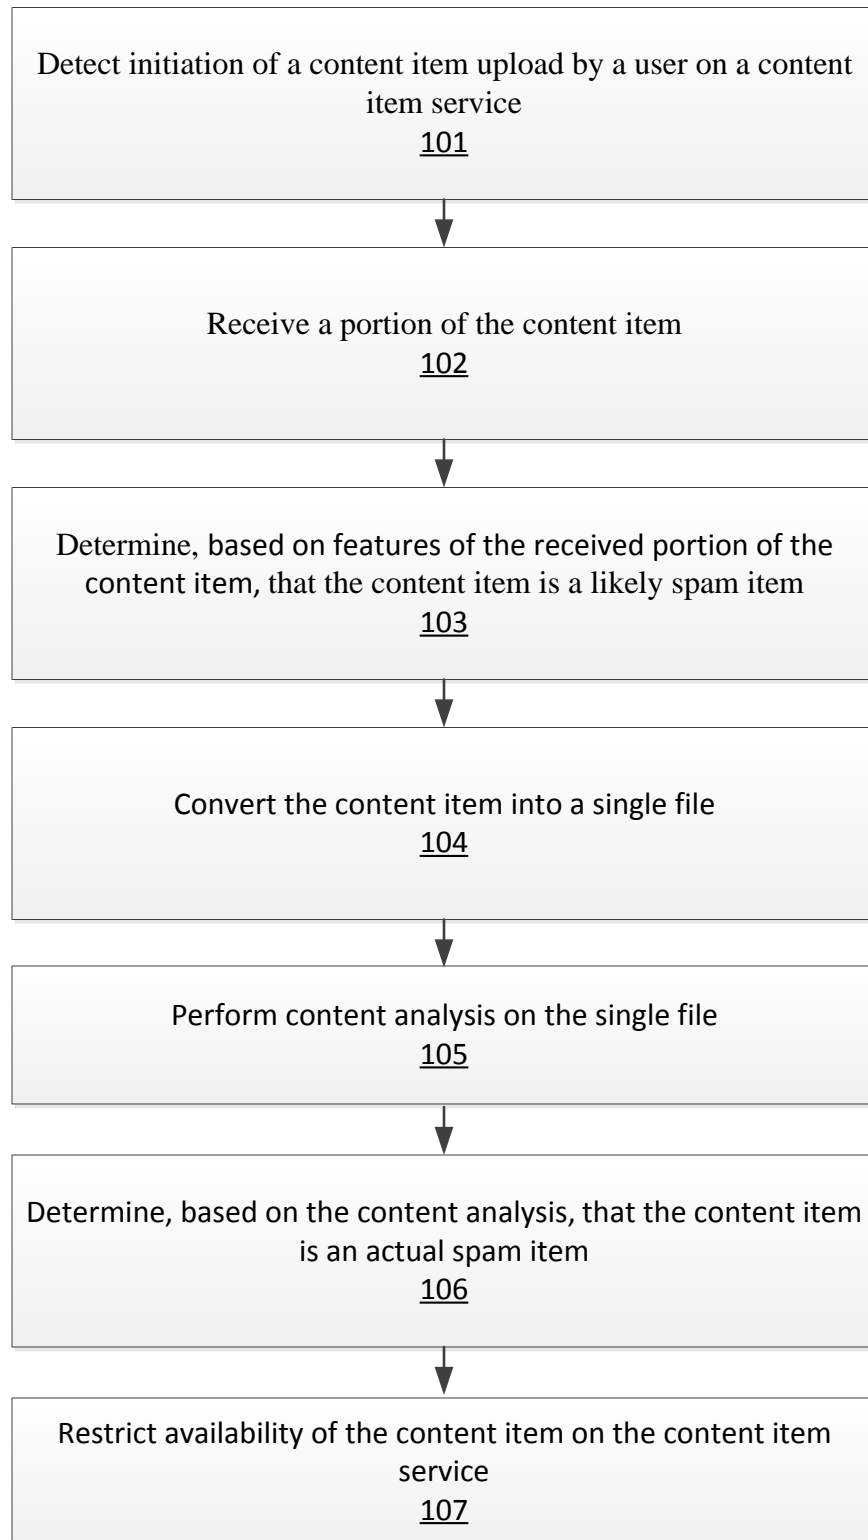 Detect initiation of a content item upload by a user on a content
item service
101
Receive a portion of the content item
102
Determine, based on features of the received portion of the
content item, that the content item is a likely spam item
103
Convert the content item into a single file
104
Perform content analysis on the single file
105
Determine, based on the content analysis, that the content item
is an actual spam item
106
Restrict availability of the content item on the content item
service
107